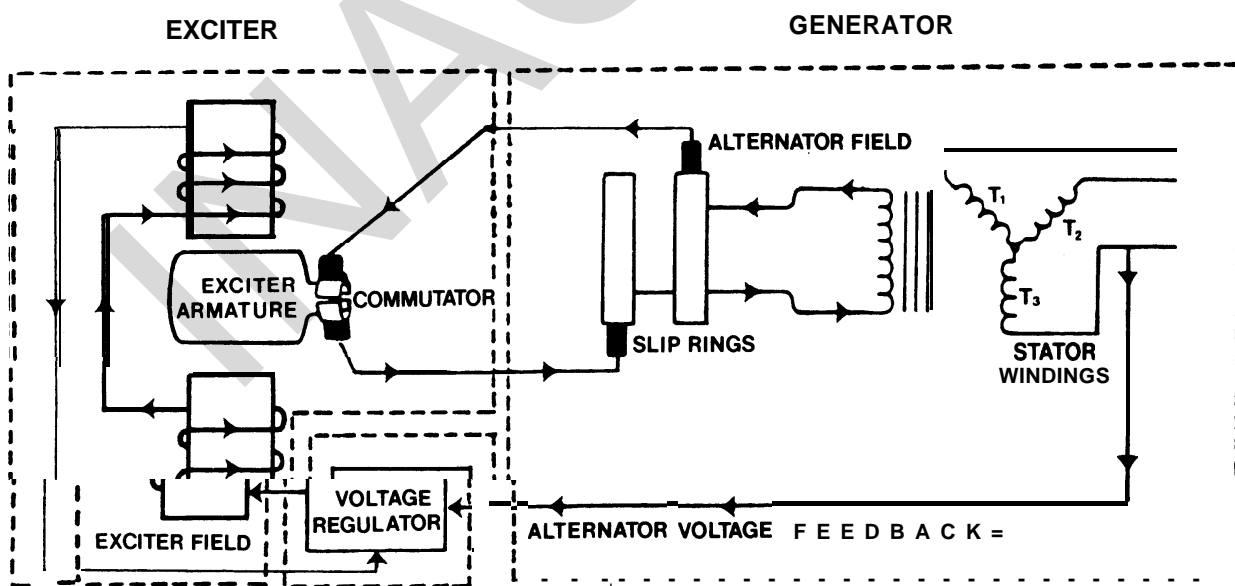 EXCITER
GENERATOR
ALTERNATOR FIELD
T1
T2
EXCITER
ARMATURE
COMMUTATOR
T3
SLIP RINGS
STATOR
WINDINGS
VOLTAGE
REGULATOR
EXCITER FIELD
ALTERNATOR VOLTAGE FEEDBACK=